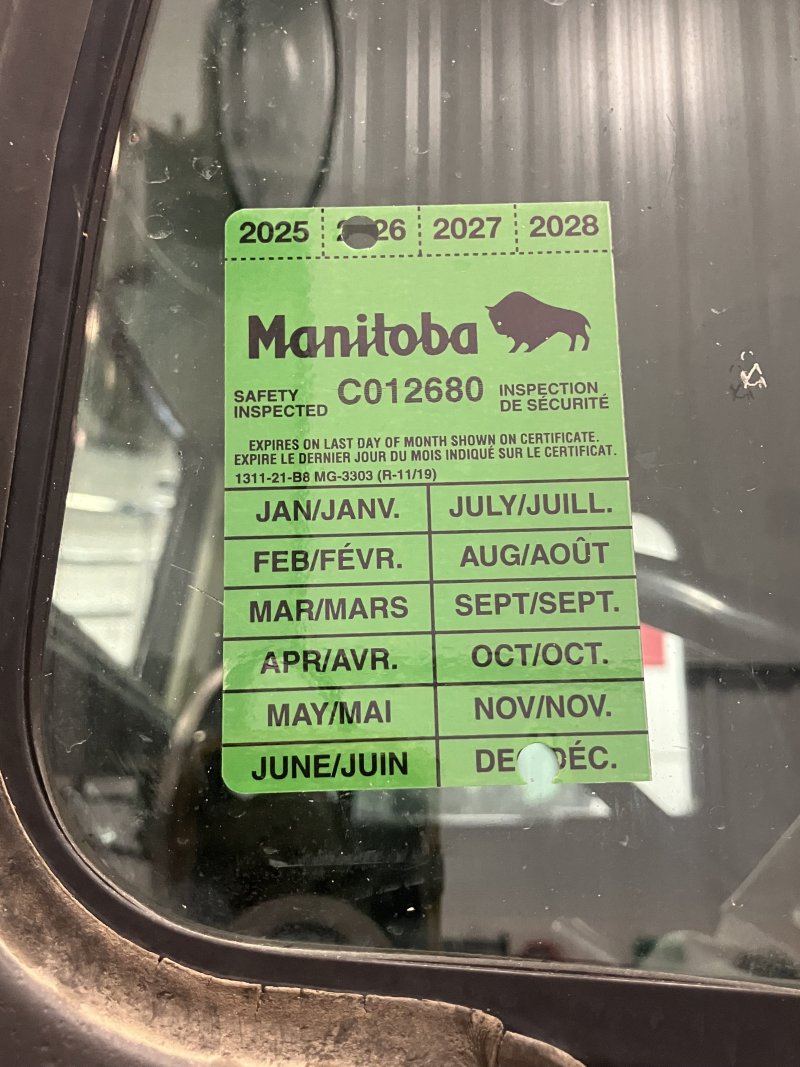 2025 2026 2027 2028
Manitoba
SAFETY INSPECTED C012680 INSPECTION DE SÉCURITÉ
EXPIRES ON LAST DAY OF MONTH SHOWN ON CERTIFICATE.
EXPIRE LE DERNIER JOUR DU MOIS INDIQUÉ SUR LE CERTIFICAT.
1311-21-B8 MG-3303 (R-11/19)
JAN/JANV. JULY/JUILL.
FEB/FÉVR. AUG/AOÛT
MAR/MARS SEPT/SEPT.
APR/AVR. OCT/OCT.
MAY/MAI NOV/NOV.
JUNE/JUIN DEC/DÉC.